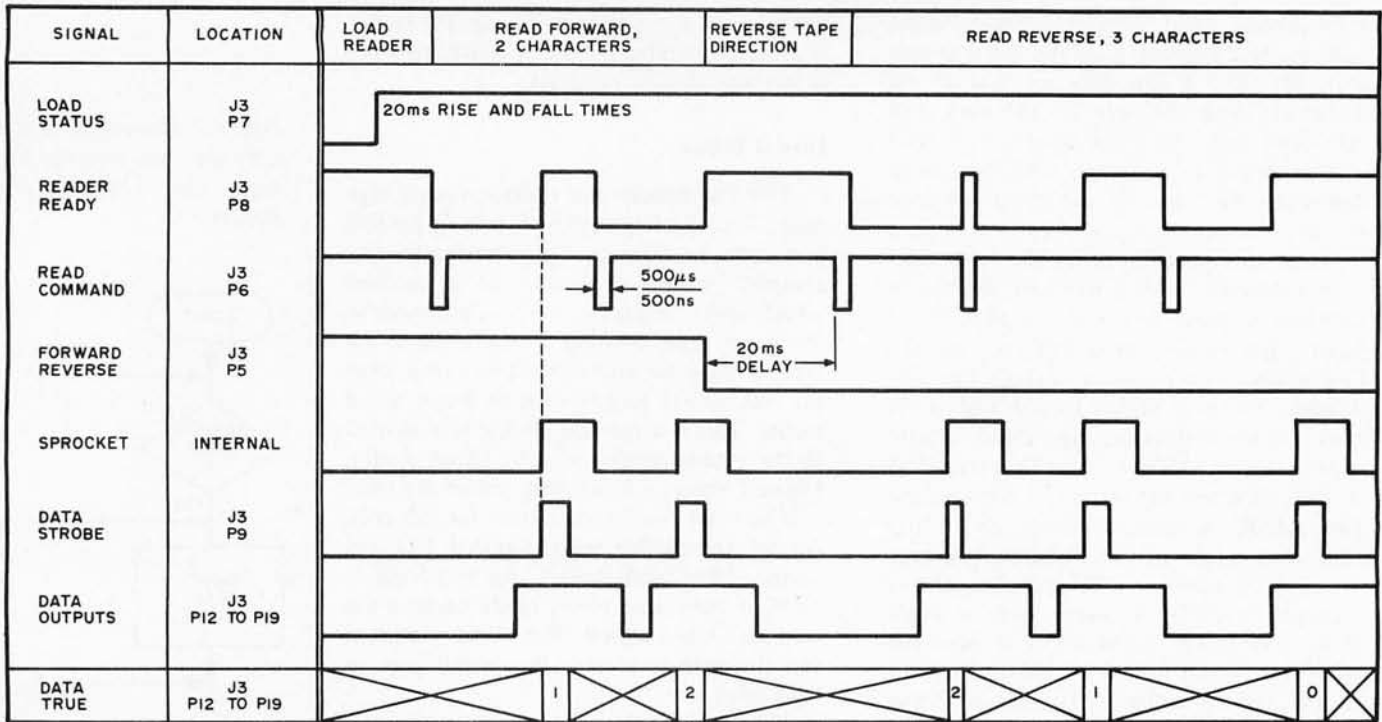 SIGNAL
LOCATION
LOAD
READER
READ FORWARD,
2 CHARACTERS
REVERSE TAPE
DIRECTION
READ REVERSE, 3 CHARACTERS
LOAD
STATUS
J3
P7
20ms RISE AND FALL TIMES
READER
READY
J3
P8
READ
COMMAND
J3
P6
500µs
500ns
FORWARD
REVERSE
J3
P5
20ms
DELAY
SPROCKET
INTERNAL
DATA
STROBE
J3
P9
DATA
OUTPUTS
J3
P12 TO P19
DATA
TRUE
J3
P12 TO P19
1
2
2
1
0